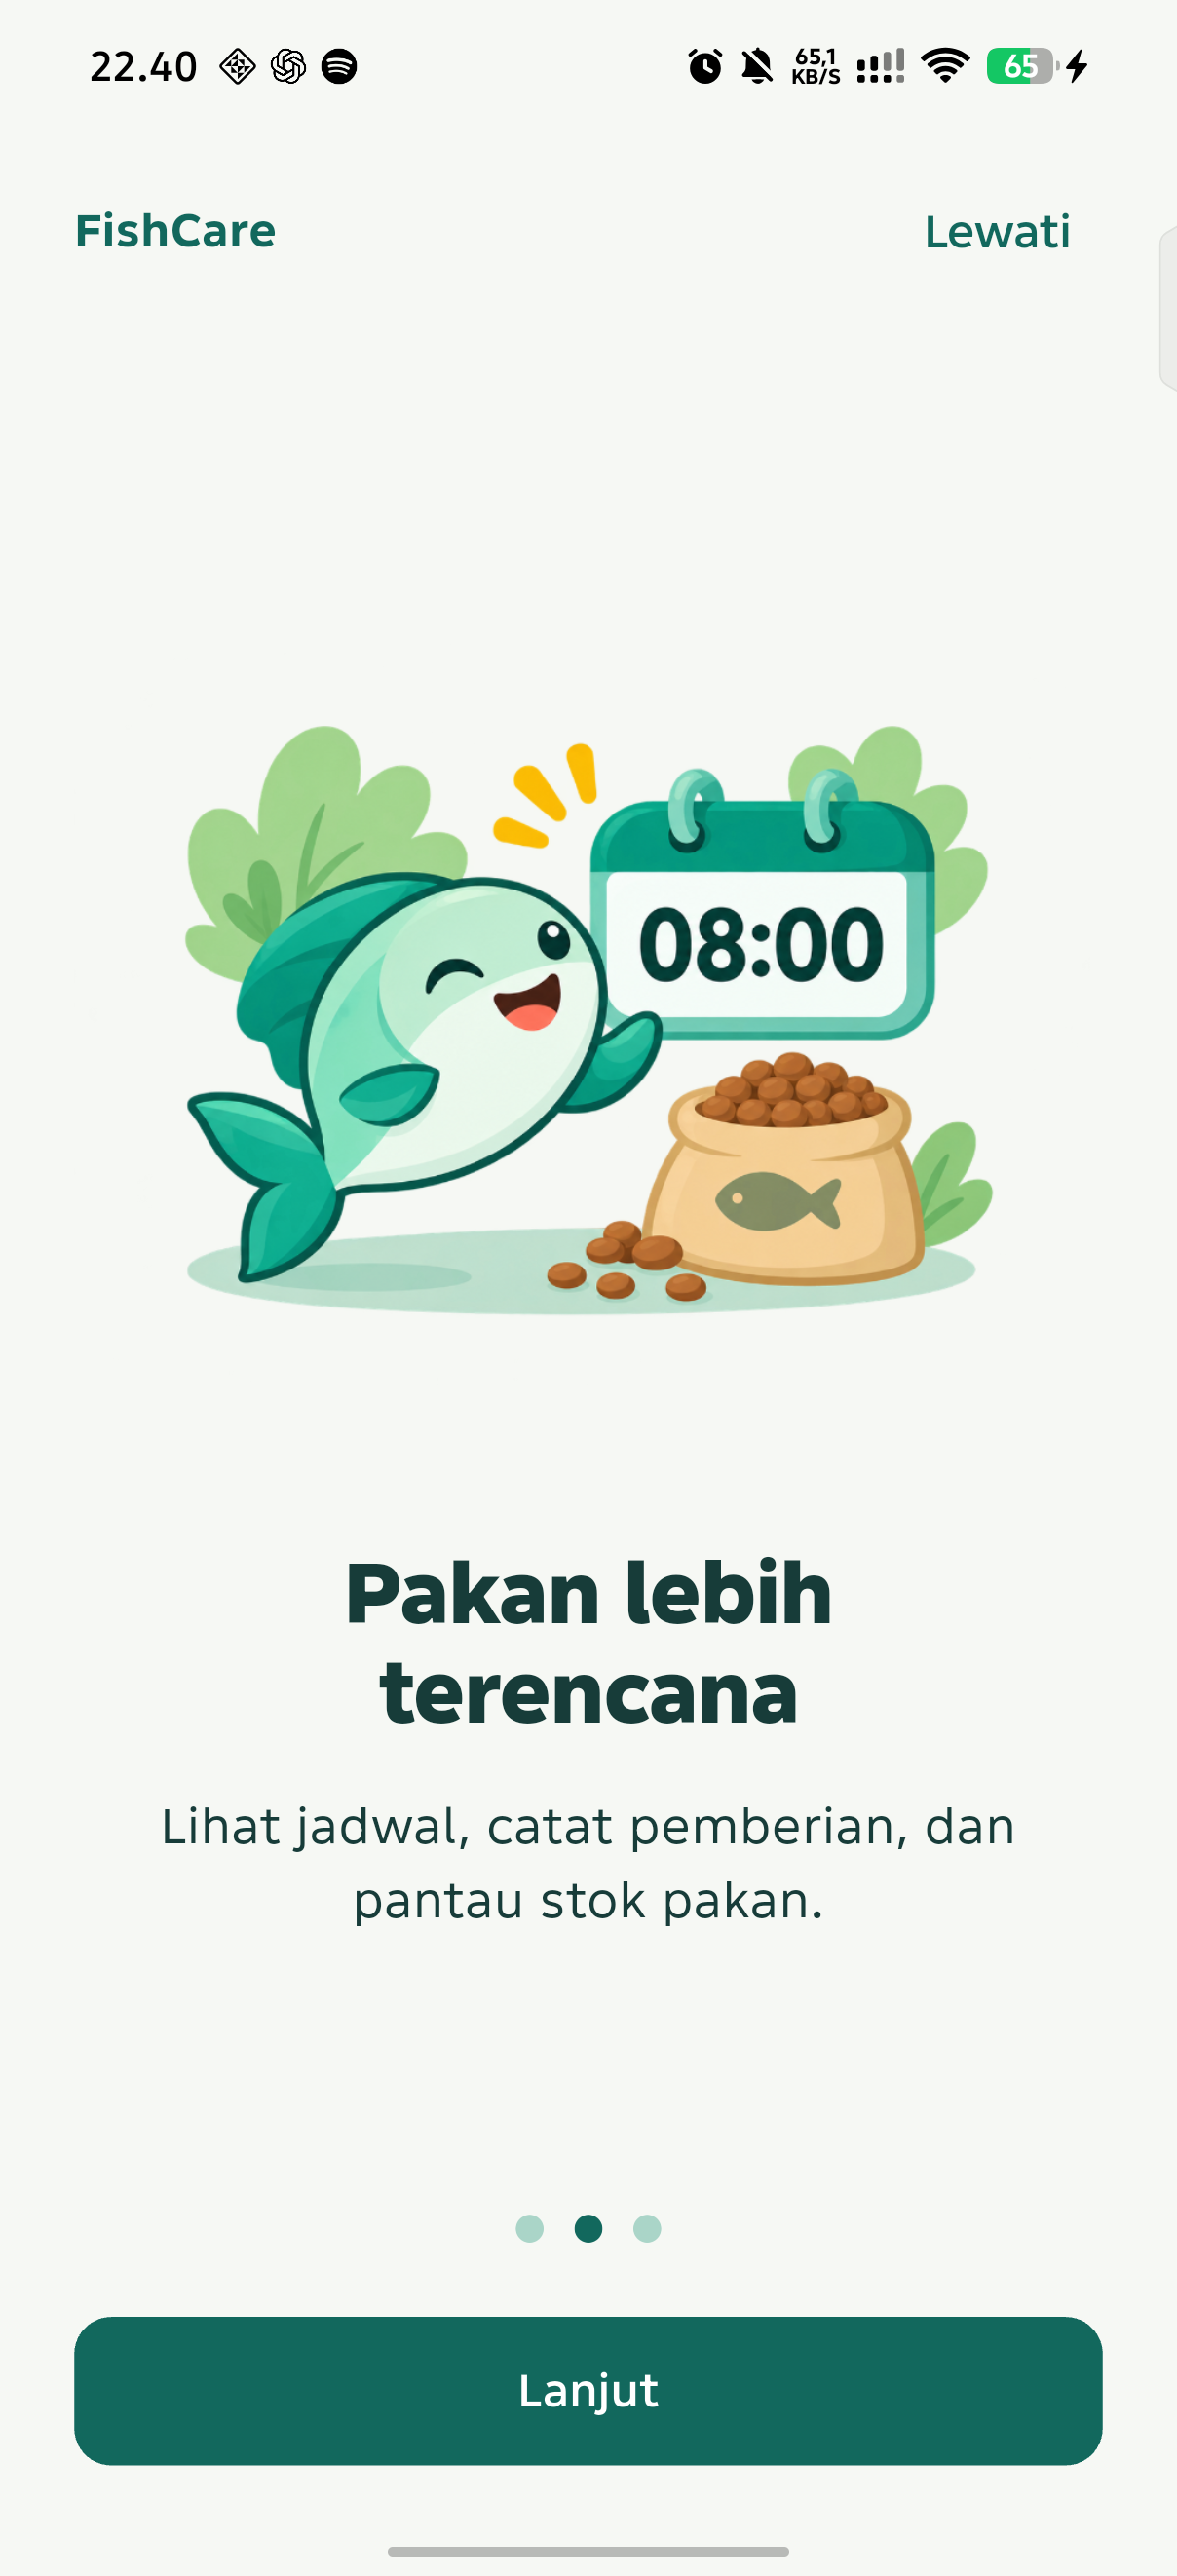 22.40
65,1
KB/S
65
FishCare
Lewati
08:00
Pakan lebih
terencana
Lihat jadwal, catat pemberian, dan
pantau stok pakan.
Lanjut